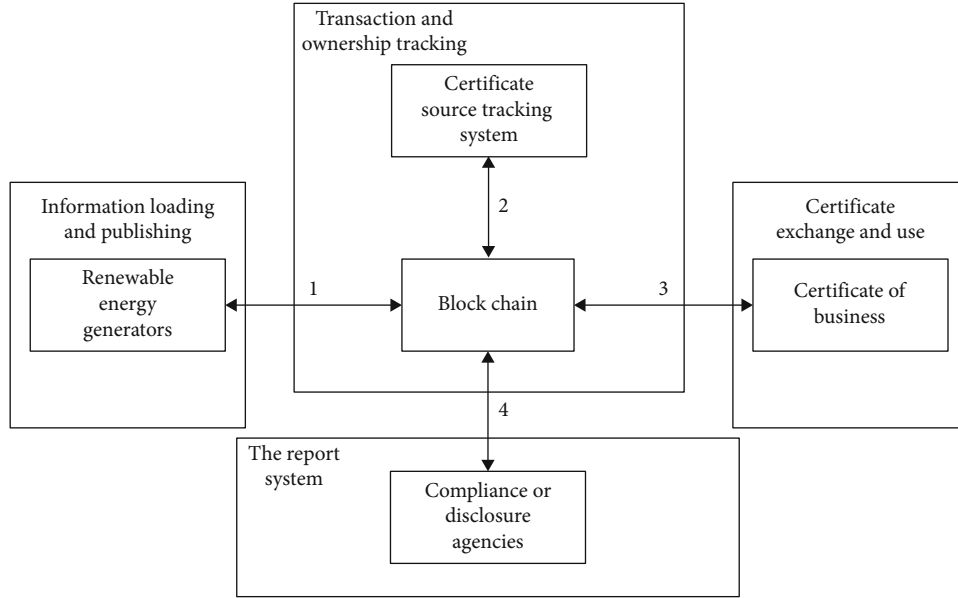 Transaction and
ownership tracking
Certificate
source tracking
system
2
Information loading
and publishing
Renewable
energy
generators
1
Block chain
3
Certificate
exchange and use
Certificate of
business
4
The report
system
Compliance or
disclosure
agencies